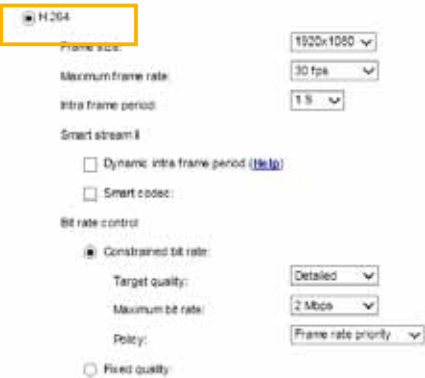 H.264
Frame size: 1920x1080
Maximum frame rate: 30 fps
Intra frame period: 1 S
Smart stream II
Dynamic intra frame period (Help)
Smart codec:
Bit rate control
Constrained bit rate:
Target quality: Detailed
Maximum bit rate: 2 Mbps
Policy: Frame rate priority
Fixed quality: